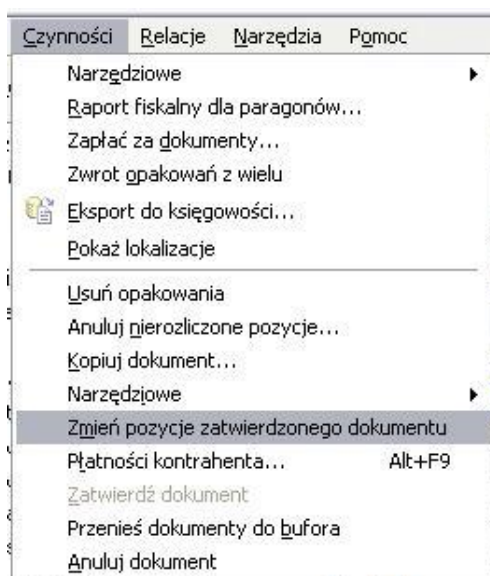 Czynności Relacje Narzędzia Pomoc
Narzędziowe
Raport fiskalny dla paragonów...
Zapłać za dokumenty...
Zwrot opakowań z wielu
Eksport do księgowości...
Pokaż lokalizacje
Usuń opakowania
Anuluj nierozliczone pozycje...
Kopiuj dokument...
Narzędziowe
Zmień pozycje zatwierdzonego dokumentu
Płatności kontrahenta... Alt+F9
Zatwierdź dokument
Przenieś dokumenty do bufora
Anuluj dokument